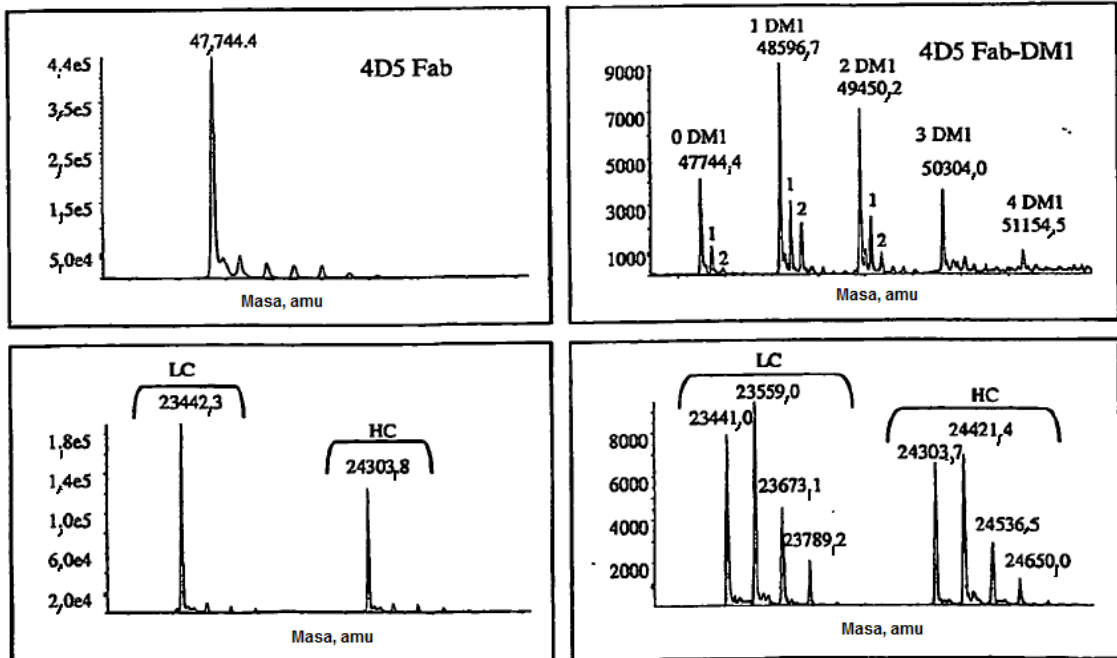 47,744.4
4D5 Fab
4,4e5
3,5e5
2,5e5
1,5e5
5,0e4
Masa, amu
1 DM1
48596,7
4D5 Fab-DM1
2 DM1
49450,2
9000
7000
5000
3000
1000
0 DM1
47744,4
3 DM1
50304,0
4 DM1
51154,5
1
2
1
2
1
2
Masa, amu
LC
23442,3
HC
24303,8
1,8e5
1,4e5
1,0e5
6,0e4
2,0e4
Masa, amu
LC
23559,0
23441,0
HC
24421,4
24303,7
8000
6000
4000
2000
23673,1
23789,2
24536,5
24650,0
Masa, amu